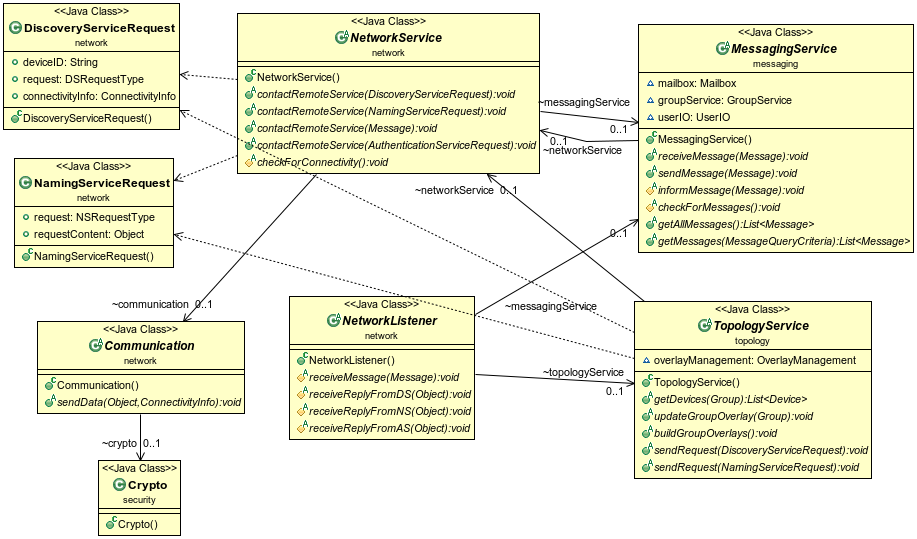 <<Java Class>>
DiscoveryServiceRequest
network
deviceID: String
request: DSRequestType
connectivityInfo: ConnectivityInfo
DiscoveryServiceRequest()
<<Java Class>>
NetworkService
network
NetworkService()
contactRemoteService(DiscoveryServiceRequest):void
contactRemoteService(NamingServiceRequest):void
contactRemoteService(Message):void
contactRemoteService(AuthenticationServiceRequest):void
checkForConnectivity():void
<<Java Class>>
MessagingService
messaging
mailbox: Mailbox
groupService: GroupService
userIO: UserIO
MessagingService()
receiveMessage(Message):void
sendMessage(Message):void
informMessage(Message):void
checkForMessages():void
getAllMessages():List<Message>
getMessages(MessageQueryCriteria):List<Message>
~messagingService
0..1
0..1
~networkService
<<Java Class>>
NamingServiceRequest
network
request: NSRequestType
requestContent: Object
NamingServiceRequest()
~networkService 0..1
0..1
~communication 0..1
~messagingService
<<Java Class>>
NetworkListener
network
NetworkListener()
receiveMessage(Message):void
receiveReplyFromDS(Object):void
receiveReplyFromNS(Object):void
receiveReplyFromAS(Object):void
<<Java Class>>
TopologyService
topology
overlayManagement: OverlayManagement
TopologyService()
getDevices(Group):List<Device>
updateGroupOverlay(Group):void
buildGroupOverlays():void
sendRequest(DiscoveryServiceRequest):void
sendRequest(NamingServiceRequest):void
~topologyService
0..1
<<Java Class>>
Communication
network
Communication()
sendData(Object,ConnectivityInfo):void
~crypto 0..1
<<Java Class>>
Crypto
security
Crypto()